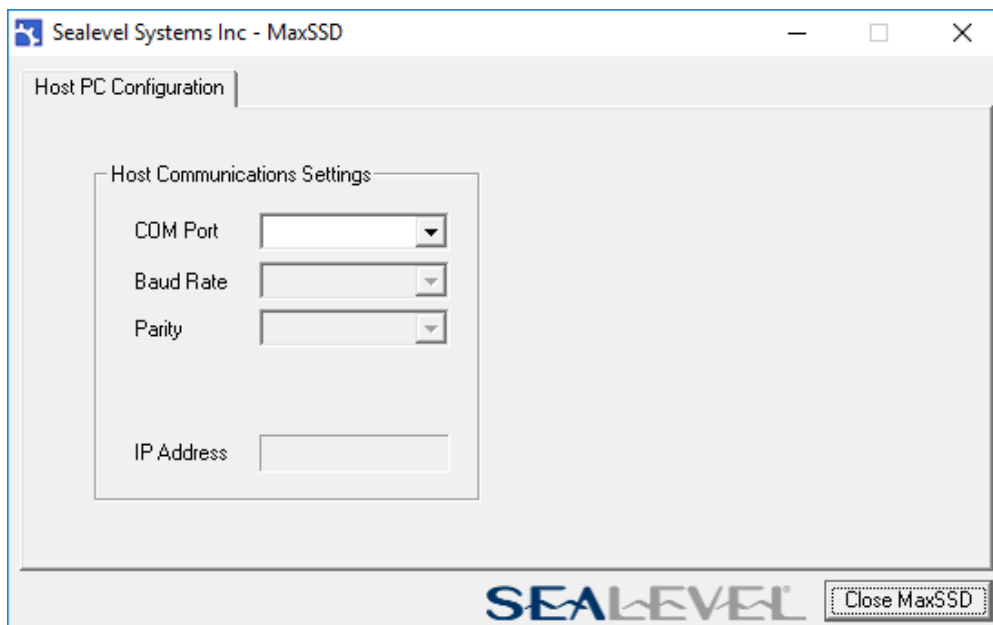 Sealevel Systems Inc - MaxSSD
Host PC Configuration
Host Communications Settings
COM Port
Baud Rate
Parity
IP Address
SEALEVEL®
Close MaxSSD